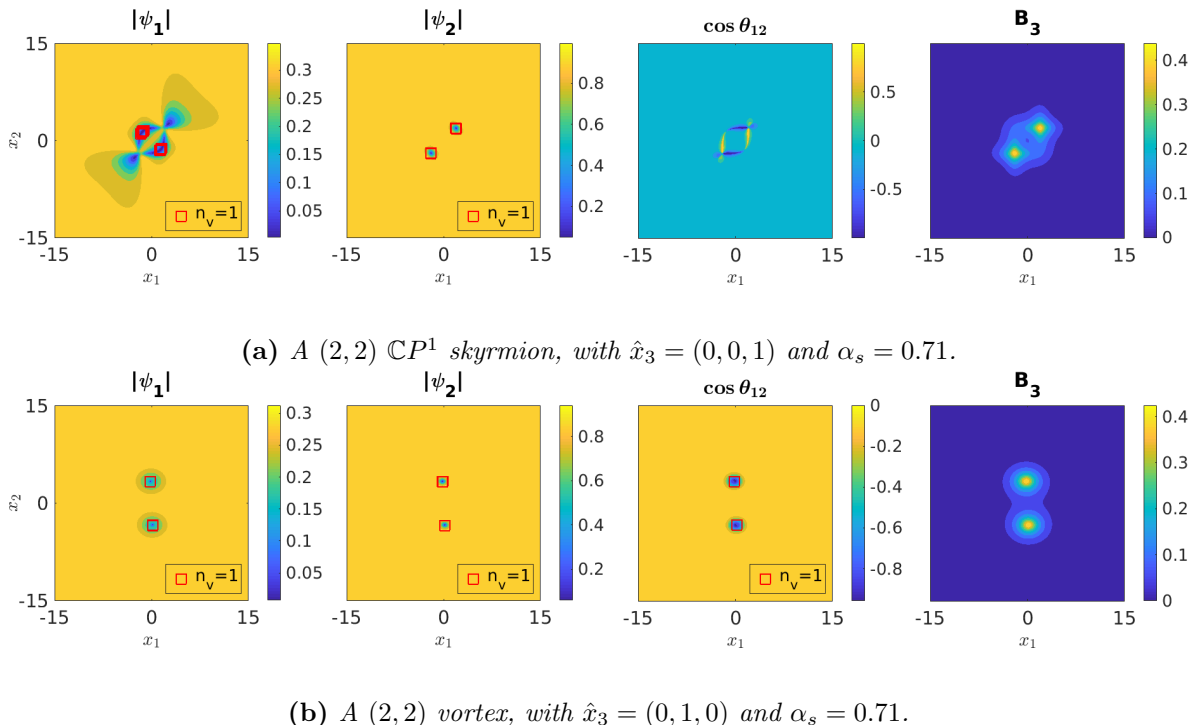 |ψ₁| |ψ₂| cos θ₁₂ B₃
15 0.3 0.8 0.5 0.4
0.25 0.3
x₂ 0 0.2 0.6 0 0.2
0.15 0.4
0.1 -0.5 0.1
n_v=1 0.05 n_v=1 0.2 0
-15
-15 0 15 -15 0 15 -15 0 15 -15 0 15
x₁ x₁ x₁ x₁
(a) A (2, 2) ℂP¹ skyrmion, with x̂₃ = (0, 0, 1) and α_s = 0.71.
|ψ₁| |ψ₂| cos θ₁₂ B₃
15 0.3 0 0.4
0.25 0.8 -0.2 0.3
x₂ 0 0.2 0.6 -0.4 0.2
0.15 0.4 -0.6
0.1 0.1
n_v=1 0.05 n_v=1 0.2 n_v=1 -0.8 0
-15
-15 0 15 -15 0 15 -15 0 15 -15 0 15
x₁ x₁ x₁ x₁
(b) A (2, 2) vortex, with x̂₃ = (0, 1, 0) and α_s = 0.71.